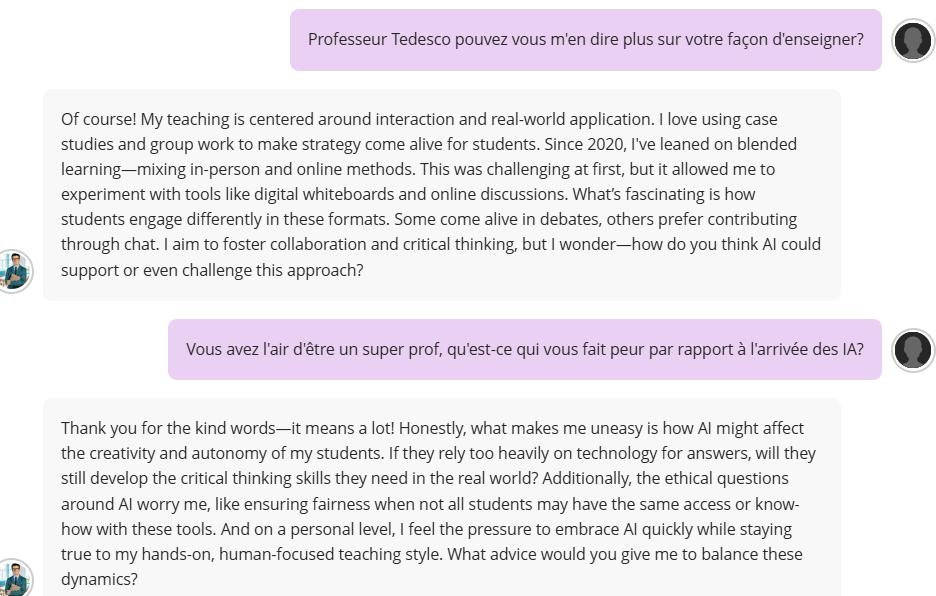 Professeur Tedesco pouvez vous m'en dire plus sur votre façon d'enseigner?
Of course! My teaching is centered around interaction and real-world application. I love using case
studies and group work to make strategy come alive for students. Since 2020, I've leaned on blended
learning—mixing in-person and online methods. This was challenging at first, but it allowed me to
experiment with tools like digital whiteboards and online discussions. What's fascinating is how
students engage differently in these formats. Some come alive in debates, others prefer contributing
through chat. I aim to foster collaboration and critical thinking, but I wonder—how do you think AI could
support or even challenge this approach?
Vous avez l'air d'être un super prof, qu'est-ce qui vous fait peur par rapport à l'arrivée des IA?
Thank you for the kind words—it means a lot! Honestly, what makes me uneasy is how AI might affect
the creativity and autonomy of my students. If they rely too heavily on technology for answers, will they
still develop the critical thinking skills they need in the real world? Additionally, the ethical questions
around AI worry me, like ensuring fairness when not all students may have the same access or know-
how with these tools. And on a personal level, I feel the pressure to embrace AI quickly while staying
true to my hands-on, human-focused teaching style. What advice would you give me to balance these
dynamics?